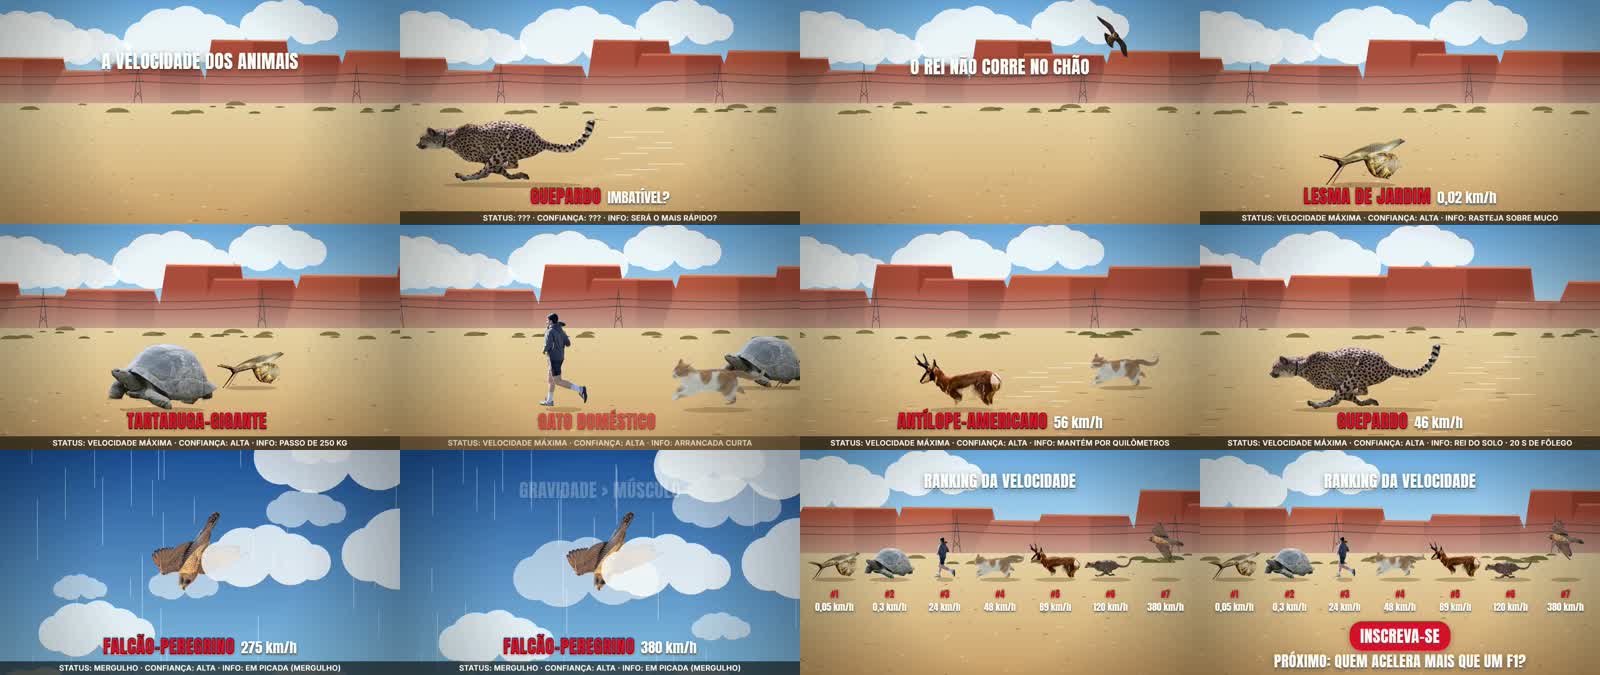 A VELOCIDADE DOS ANIMAIS
GUEPARDO IMBATÍVEL?
STATUS: ??? · CONFIANÇA: ??? · INFO: SERÁ O MAIS RÁPIDO?
O REI NÃO CORRE NO CHÃO
LESMA DE JARDIM 0,02 km/h
STATUS: VELOCIDADE MÁXIMA · CONFIANÇA: ALTA · INFO: RASTEJA SOBRE MUCO
TARTARUGA-GIGANTE
STATUS: VELOCIDADE MÁXIMA · CONFIANÇA: ALTA · INFO: PASSO DE 250 KG
GATO DOMÉSTICO
STATUS: VELOCIDADE MÁXIMA · CONFIANÇA: ALTA · INFO: ARRANCADA CURTA
ANTÍLOPE-AMERICANO 56 km/h
STATUS: VELOCIDADE MÁXIMA · CONFIANÇA: ALTA · INFO: MANTÉM POR QUILÔMETROS
GUEPARDO 46 km/h
STATUS: VELOCIDADE MÁXIMA · CONFIANÇA: ALTA · INFO: REI DO SOLO · 20 S DE FÔLEGO
FALCÃO-PEREGRINO 275 km/h
STATUS: MERGULHO · CONFIANÇA: ALTA · INFO: EM PICADA (MERGULHO)
GRAVIDADE > MÚSCULO
FALCÃO-PEREGRINO 380 km/h
STATUS: MERGULHO · CONFIANÇA: ALTA · INFO: EM PICADA (MERGULHO)
RANKING DA VELOCIDADE
#1 #2 #3 #4 #5 #6 #7
0,05 km/h 0,3 km/h 24 km/h 48 km/h 89 km/h 120 km/h 380 km/h
RANKING DA VELOCIDADE
#1 #2 #3 #4 #5 #6 #7
0,05 km/h 0,3 km/h 24 km/h 48 km/h 89 km/h 120 km/h 380 km/h
INSCREVA-SE
PRÓXIMO: QUEM ACELERA MAIS QUE UM F1?